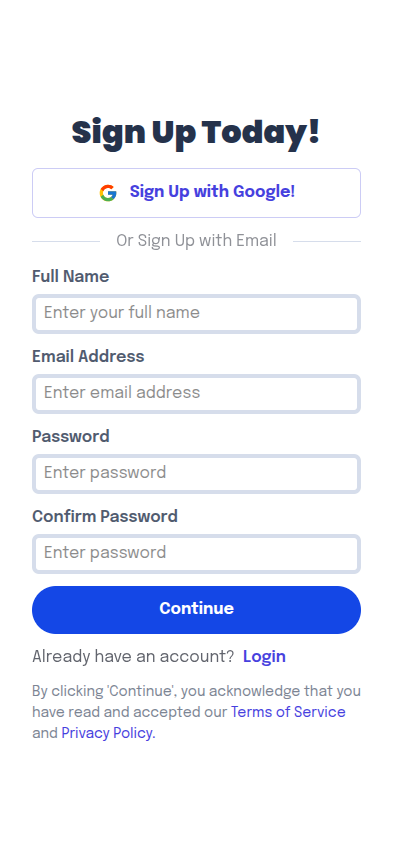 Sign Up Today!
Sign Up with Google!
Or Sign Up with Email
Full Name
Enter your full name
Email Address
Enter email address
Password
Enter password
Confirm Password
Enter password
Continue
Already have an account? Login
By clicking 'Continue', you acknowledge that you
have read and accepted our Terms of Service
and Privacy Policy.